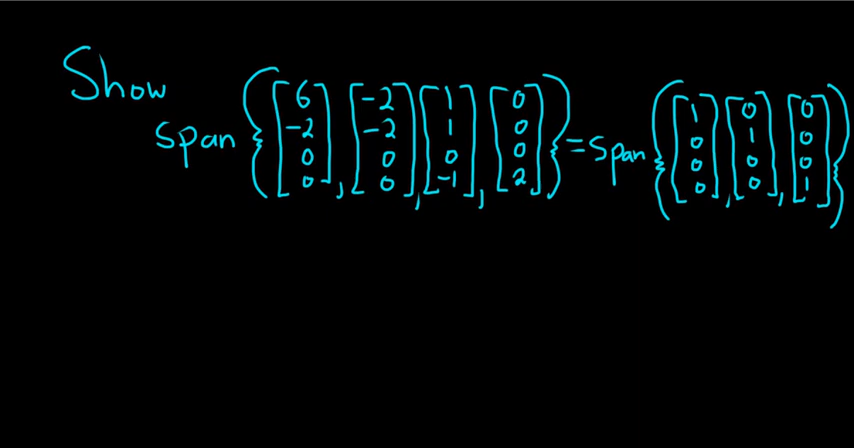 Show
span { [6 -2 0 0], [-2 -2 0 0], [1 1 0 -1], [0 0 0 2] } = span { [1 0 0 0], [0 1 0 0], [0 0 0 1] }